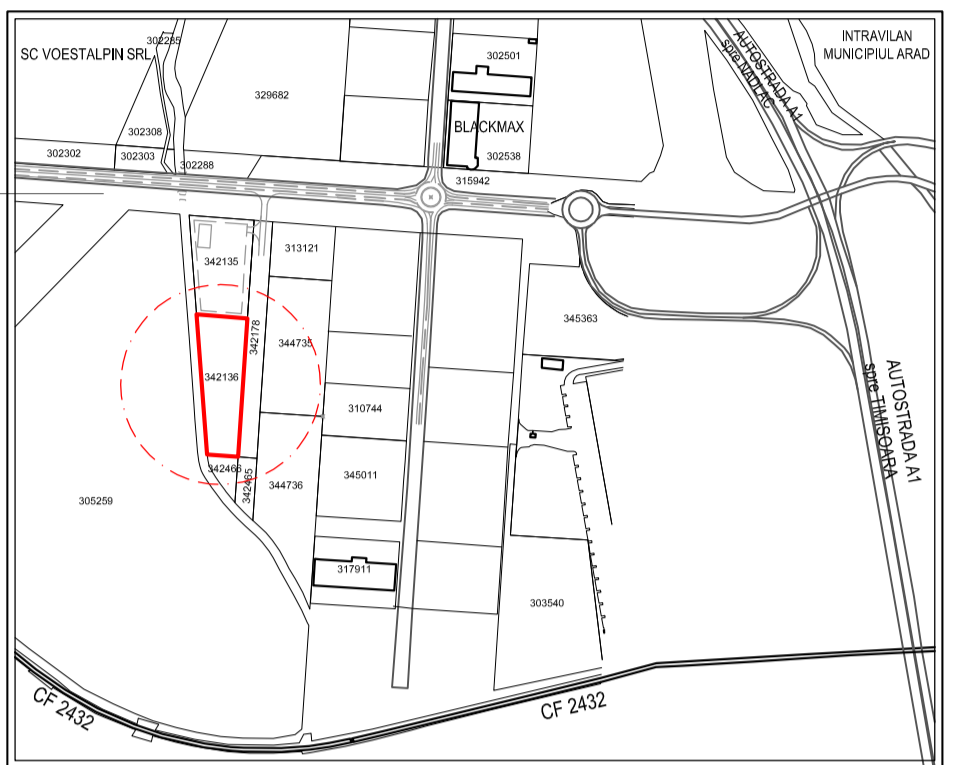 302285
SC VOESTALPIN SRL
302501
INTRAVILAN
MUNICIPIUL ARAD
AUTOSTRADA A1
spre NADLAC
329682
302308
BLACKMAX
302302
302303
302288
302538
315942
313121
342135
342178
344735
345363
342136
310744
AUTOSTRADA A1
spre TIMISOARA
342466
342465
344736
345011
305259
317911
303540
CF 2432
CF 2432